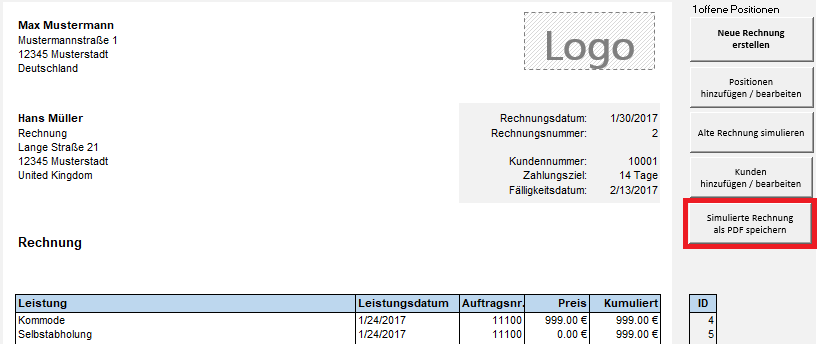 Max Mustermann
Mustermannstraße 1
12345 Musterstadt
Deutschland
Logo
Hans Müller
Rechnung
Lange Straße 21
12345 Musterstadt
United Kingdom
Rechnungsdatum: 1/30/2017
Rechnungsnummer: 2
Kundennummer: 10001
Zahlungsziel: 14 Tage
Fälligkeitsdatum: 2/13/2017
Rechnung
Leistung Leistungsdatum Auftragsnr. Preis Kumuliert ID
Kommode 1/24/2017 11100 999.00 € 999.00 € 4
Selbstabholung 1/24/2017 11100 0.00 € 999.00 € 5
1 offene Positionen
Neue Rechnung
erstellen
Positionen
hinzufügen / bearbeiten
Alte Rechnung simulieren
Kunden
hinzufügen / bearbeiten
Simulierte Rechnung
als PDF speichern